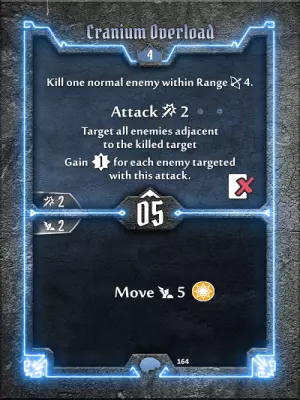 Cranium Overload
4
Kill one normal enemy within Range 4.
Attack 2
Target all enemies adjacent
to the killed target
Gain 1 for each enemy targeted
with this attack.
2
05
2
Move 5
164